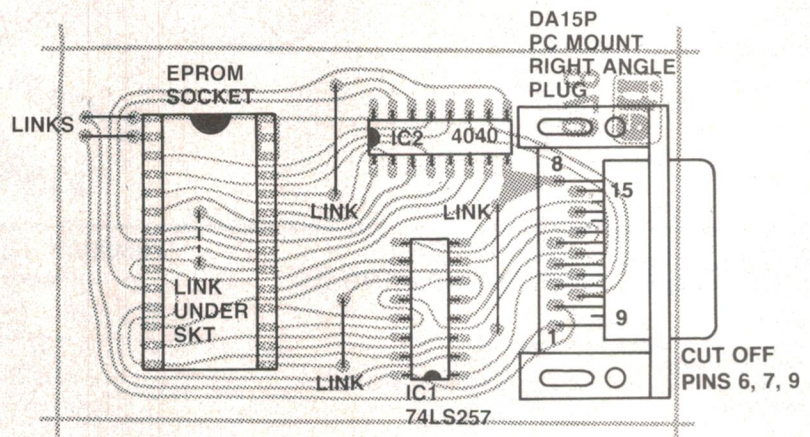 DA15P
PC MOUNT
RIGHT ANGLE
PLUG
EPROM
SOCKET
LINKS
IC2 4040
8
15
LINK
LINK
LINK
UNDER
SKT
9
1
LINK
IC1
74LS257
CUT OFF
PINS 6, 7, 9